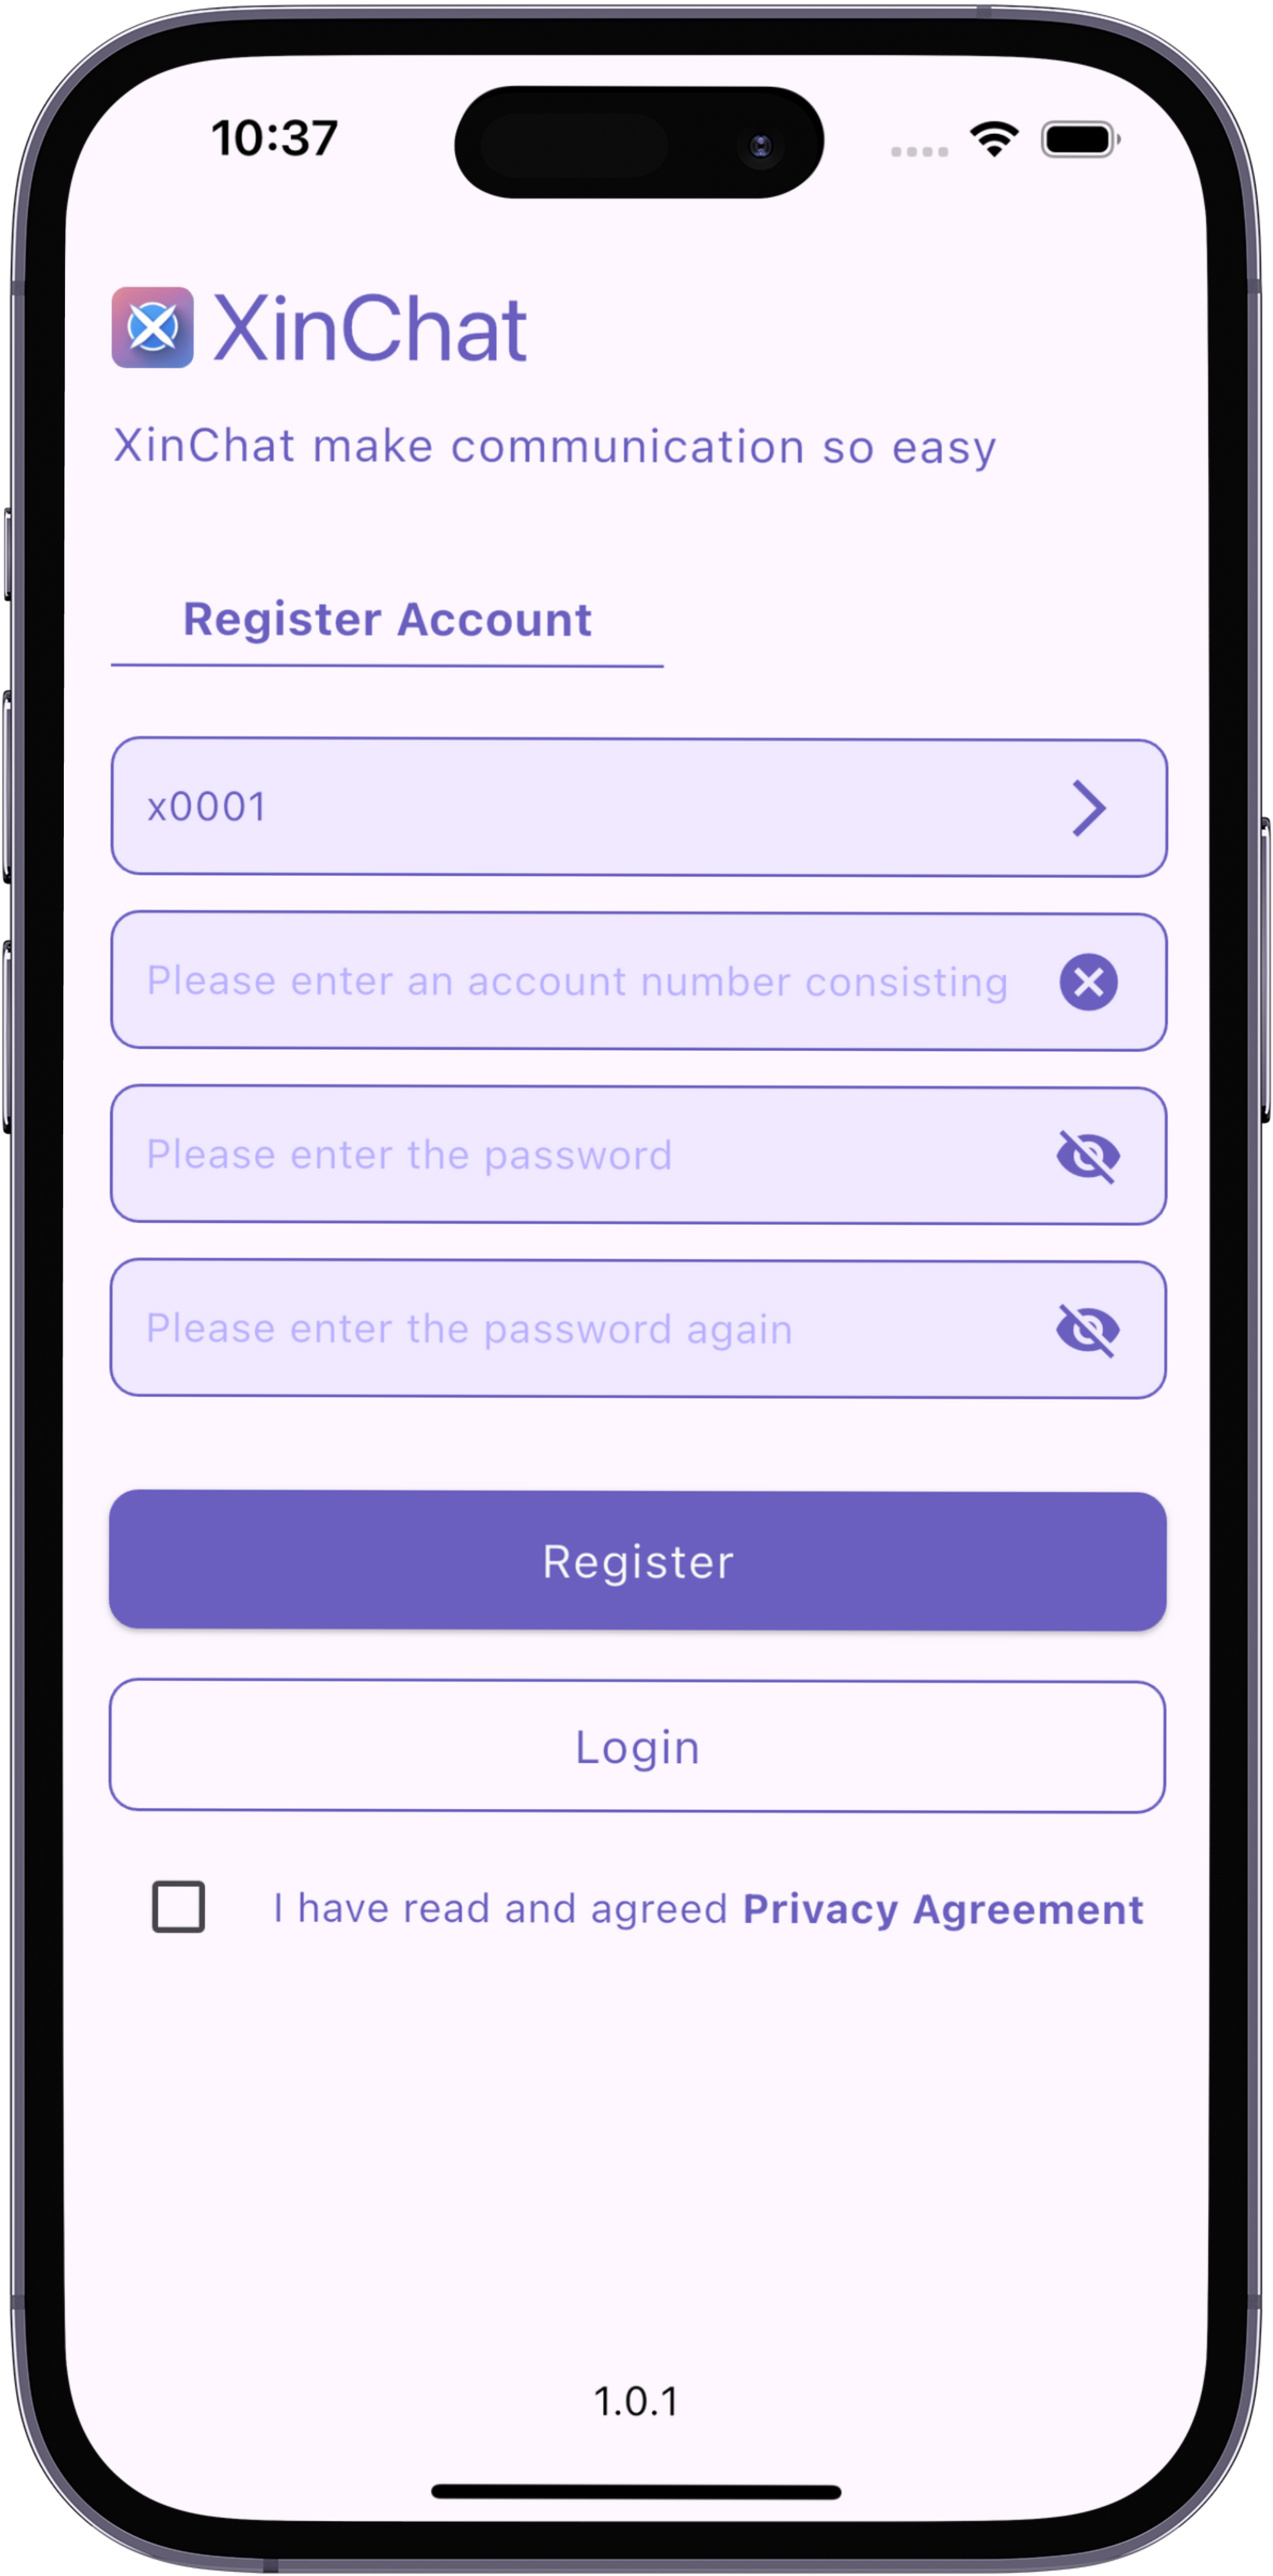 10:37
XinChat
XinChat make communication so easy
Register Account
x0001
Please enter an account number consisting
Please enter the password
Please enter the password again
Register
Login
I have read and agreed Privacy Agreement
1.0.1